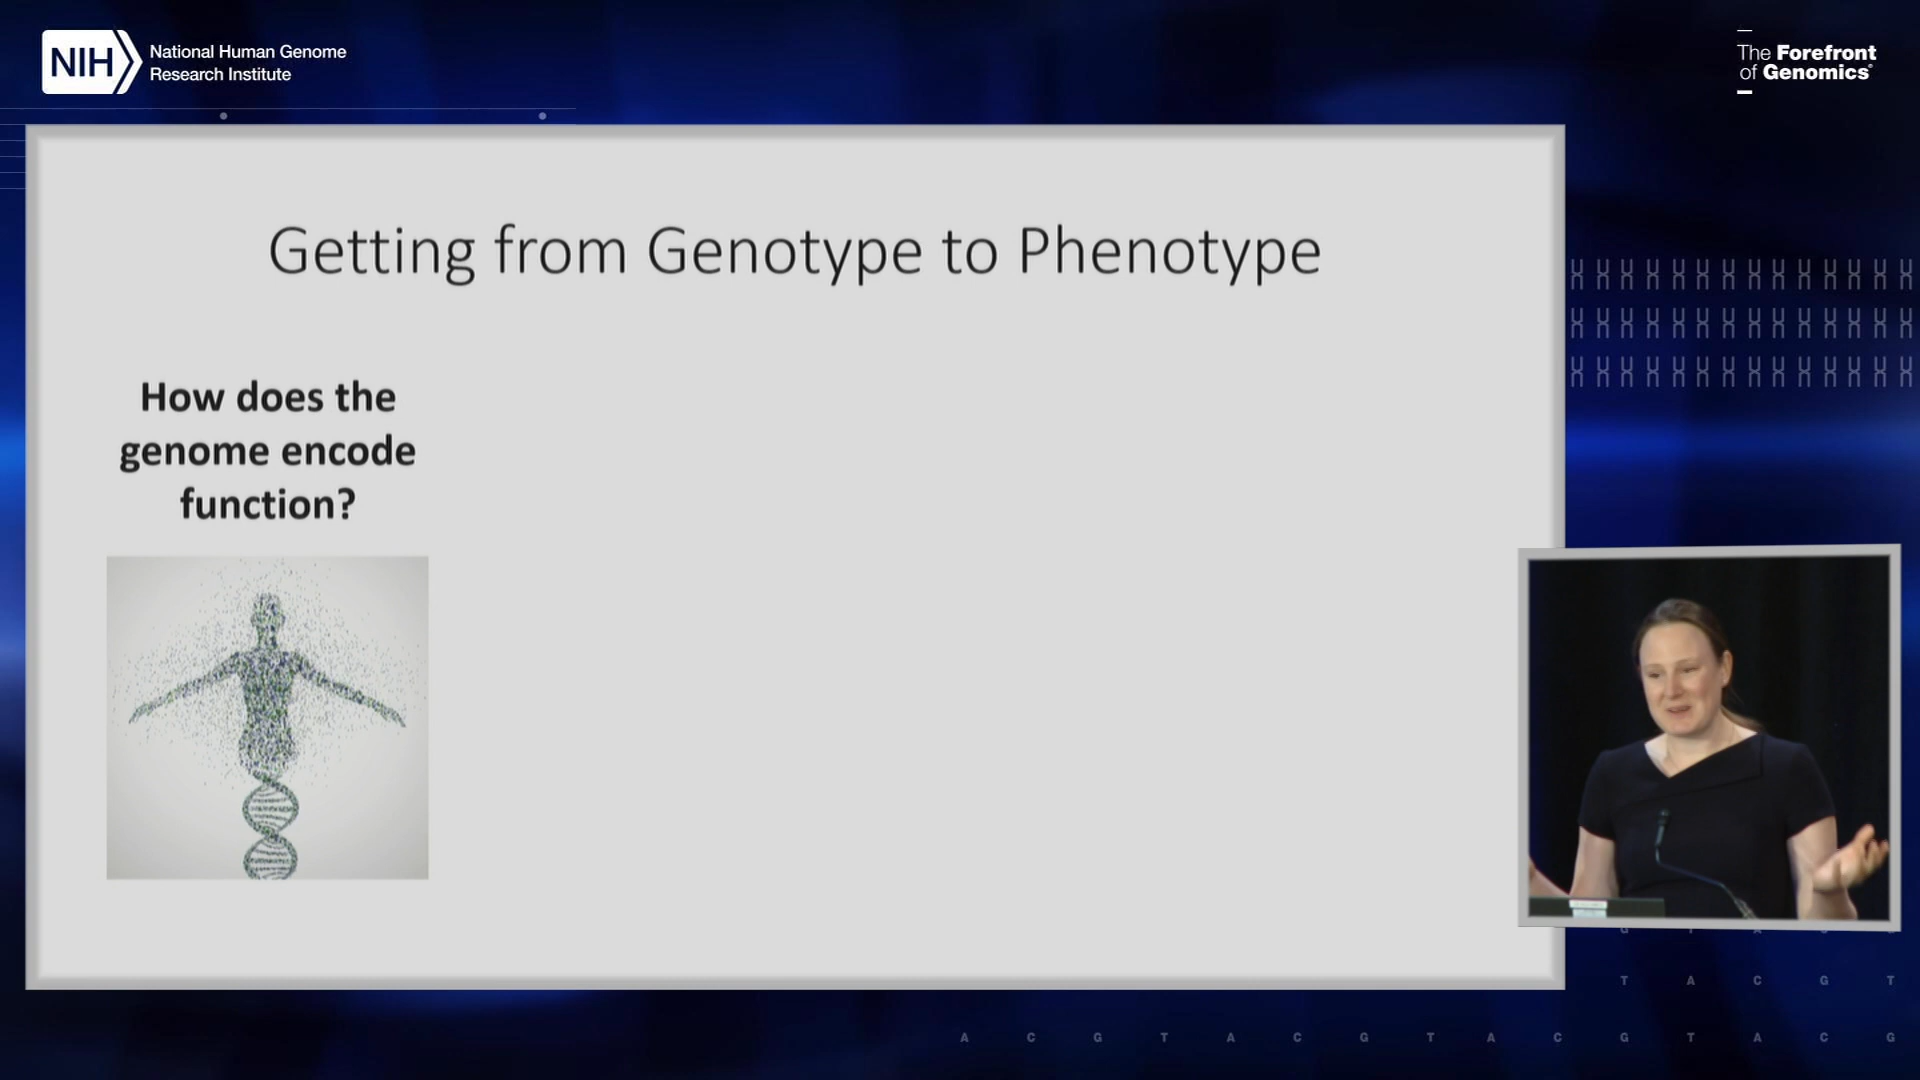 NIH
National Human Genome
Research Institute
The Forefront
of Genomics®
Getting from Genotype to Phenotype
How does the
genome encode
function?
T A C G T
A C G T A C G T A C G T A C G